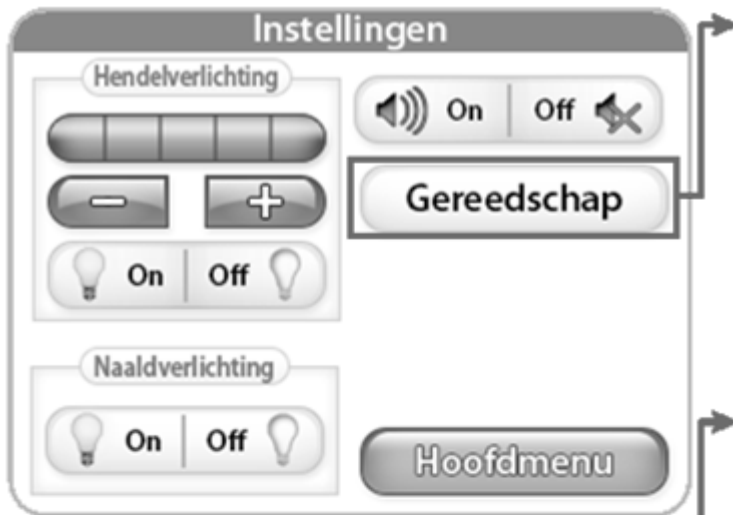 Instellingen
Hendelverlichting
On Off
On Off
Gereedschap
Naaldverlichting
On Off
Hoofdmenu